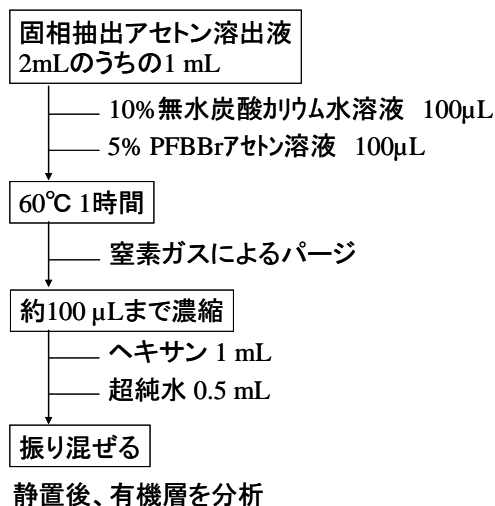 固相抽出アセトン溶出液
2mLのうちの1 mL
10%無水炭酸カリウム水溶液 100μL
5% PFBBrアセトン溶液 100μL
60℃ 1時間
窒素ガスによるパージ
約100 μLまで濃縮
ヘキサン 1 mL
超純水 0.5 mL
振り混ぜる
静置後、有機層を分析